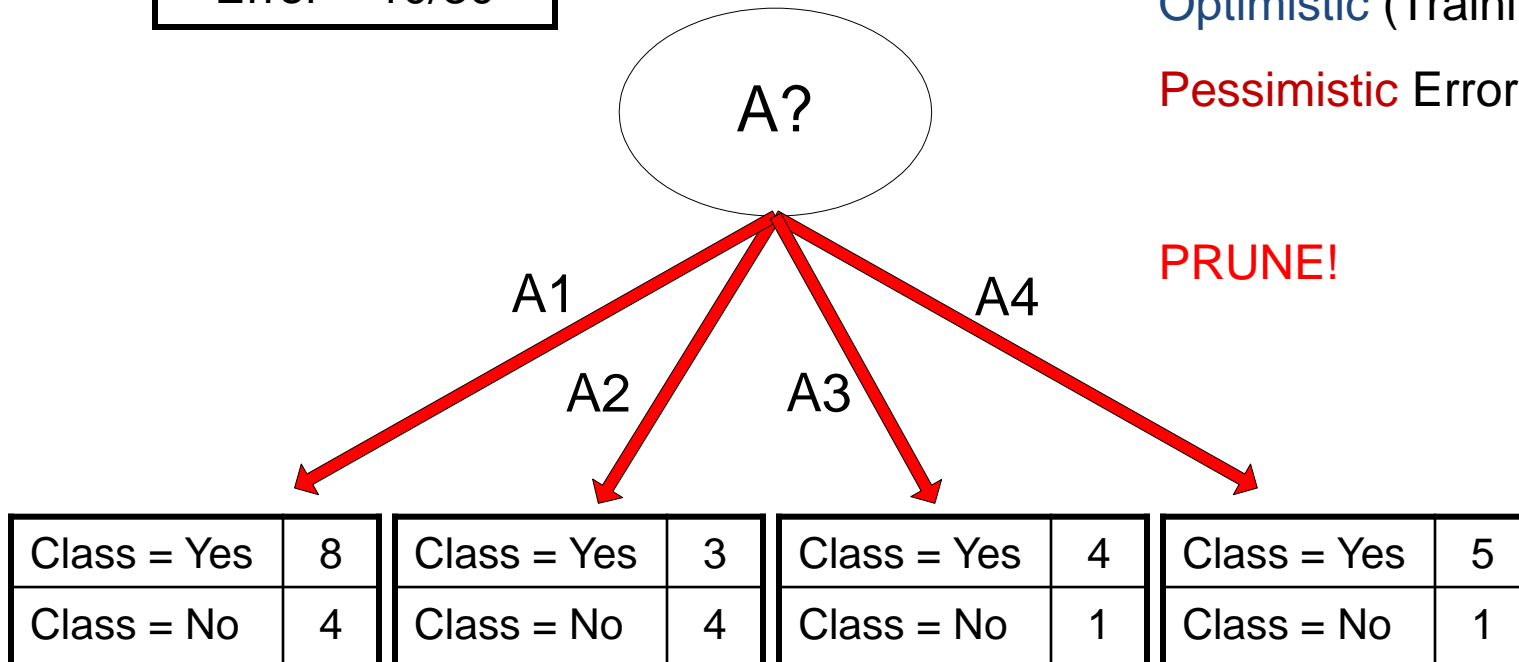 Optimistic
Pessimistic Error
A?
PRUNE!
A1
A4
A2
A3
Class = Yes 8
Class = No 4
Class = Yes 3
Class = No 4
Class = Yes 4
Class = No 1
Class = Yes 5
Class = No 1